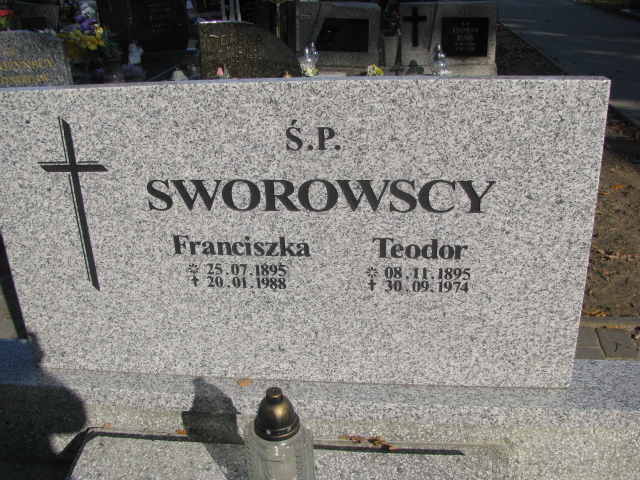 Ś.P.
SWOROWSCY
Franciszka Teodor
* 25.07.1895 * 08.11.1895
✝ 20.01.1988 ✝ 30.09.1974